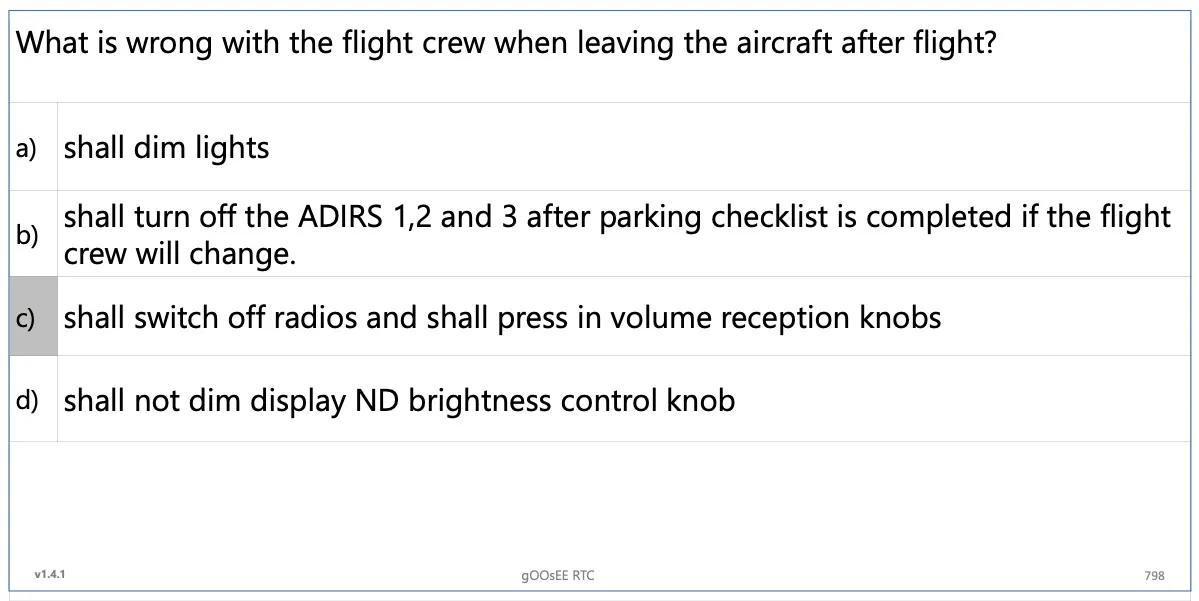 What is wrong with the flight crew when leaving the aircraft after flight?
a) shall dim lights
b) shall turn off the ADIRS 1,2 and 3 after parking checklist is completed if the flight
crew will change.
c) shall switch off radios and shall press in volume reception knobs
d) shall not dim display ND brightness control knob
v1.4.1 gOOsEE RTC 798